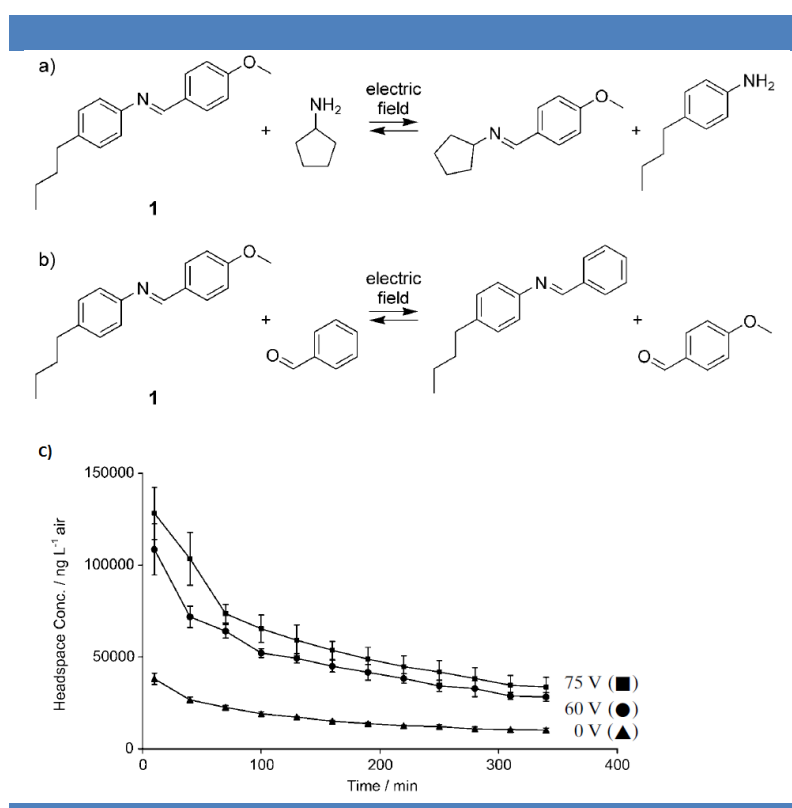 a)
N
O
+
NH2
electric
field
N
O
+
NH2
1
b)
N
O
+
O
electric
field
N
+
O
O
1
c)
Headspace Conc. / ng L-1 air
150000
100000
50000
0
75 V (■)
60 V (●)
0 V (▲)
0 100 200 300 400
Time / min